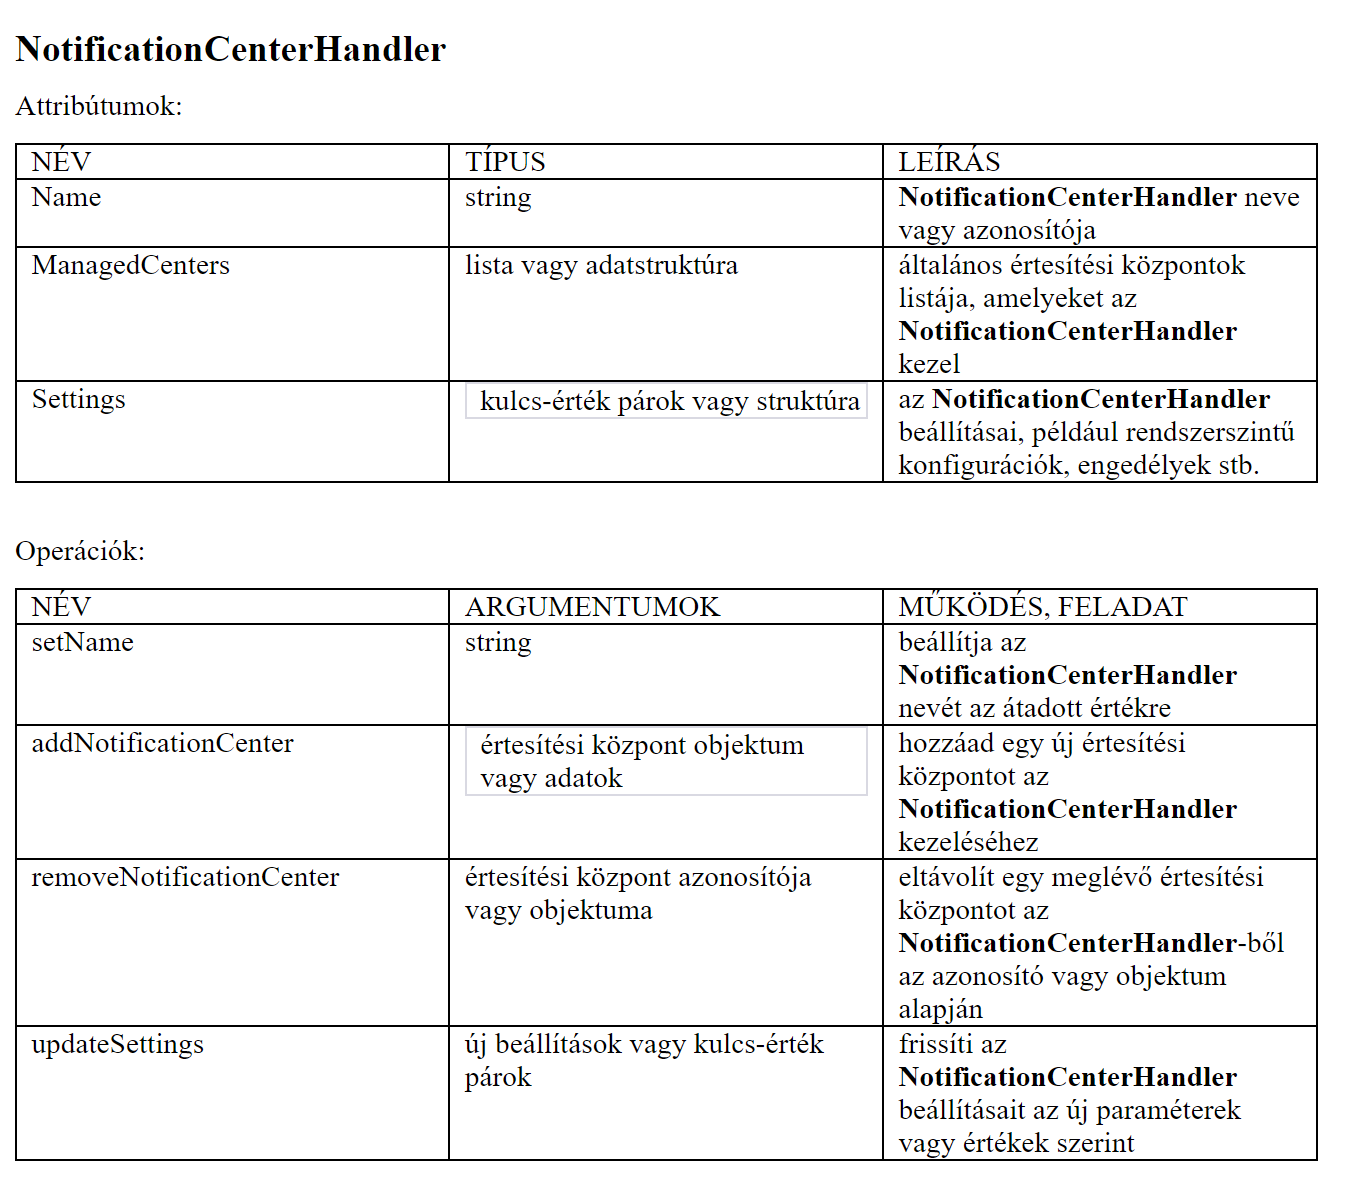 NotificationCenterHandler
Attribútumok:
NÉV TÍPUS LEÍRÁS
Name string NotificationCenterHandler neve
vagy azonosítója
ManagedCenters lista vagy adatstruktúra általános értesítési központok
listája, amelyeket az
NotificationCenterHandler
kezel
Settings kulcs-érték párok vagy struktúra az NotificationCenterHandler
beállításai, például rendszerszintű
konfigurációk, engedélyek stb.
Operációk:
NÉV ARGUMENTUMOK MŰKÖDÉS, FELADAT
setName string beállítja az
NotificationCenterHandler
nevét az átadott értékre
addNotificationCenter értesítési központ objektum hozzáad egy új értesítési
vagy adatok központot az
NotificationCenterHandler
kezeléséhez
removeNotificationCenter értesítési központ azonosítója eltávolít egy meglévő értesítési
vagy objektuma központot az
NotificationCenterHandler-ből
az azonosító vagy objektum
alapján
updateSettings új beállítások vagy kulcs-érték frissíti az
párok NotificationCenterHandler
beállításait az új paraméterek
vagy értékek szerint